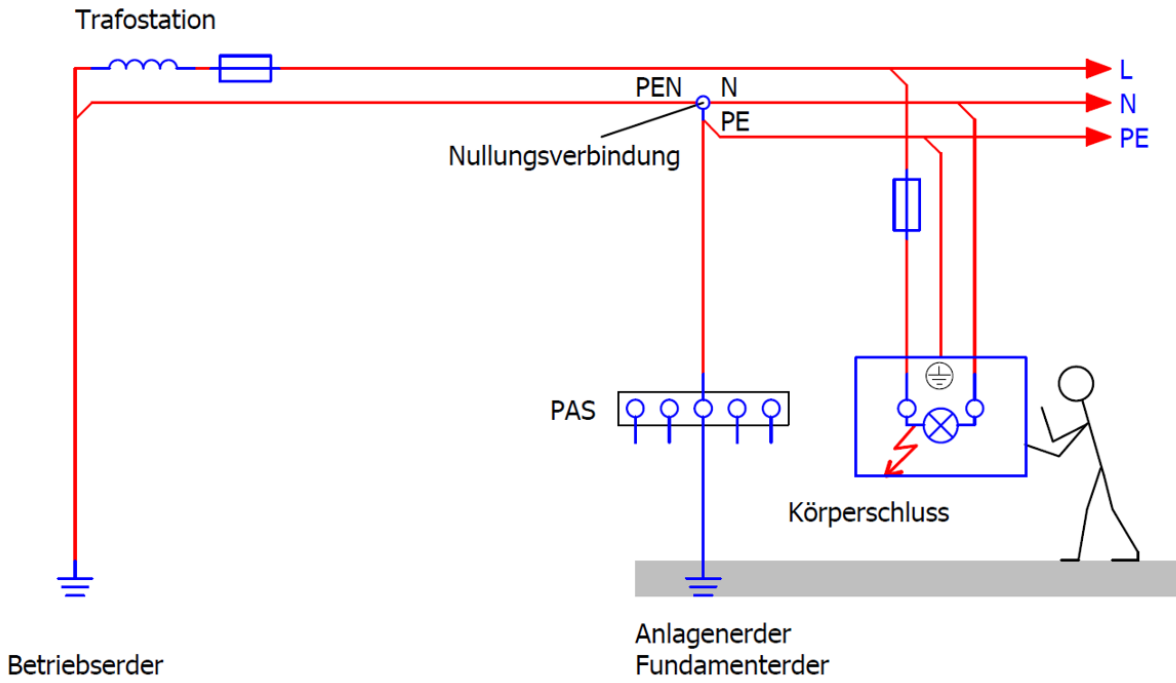 Trafostation
L
PEN N
N
PE
PE
Nullungsverbindung
PAS
Körperschluss
Anlagenerder
Fundamenterder
Betriebserder